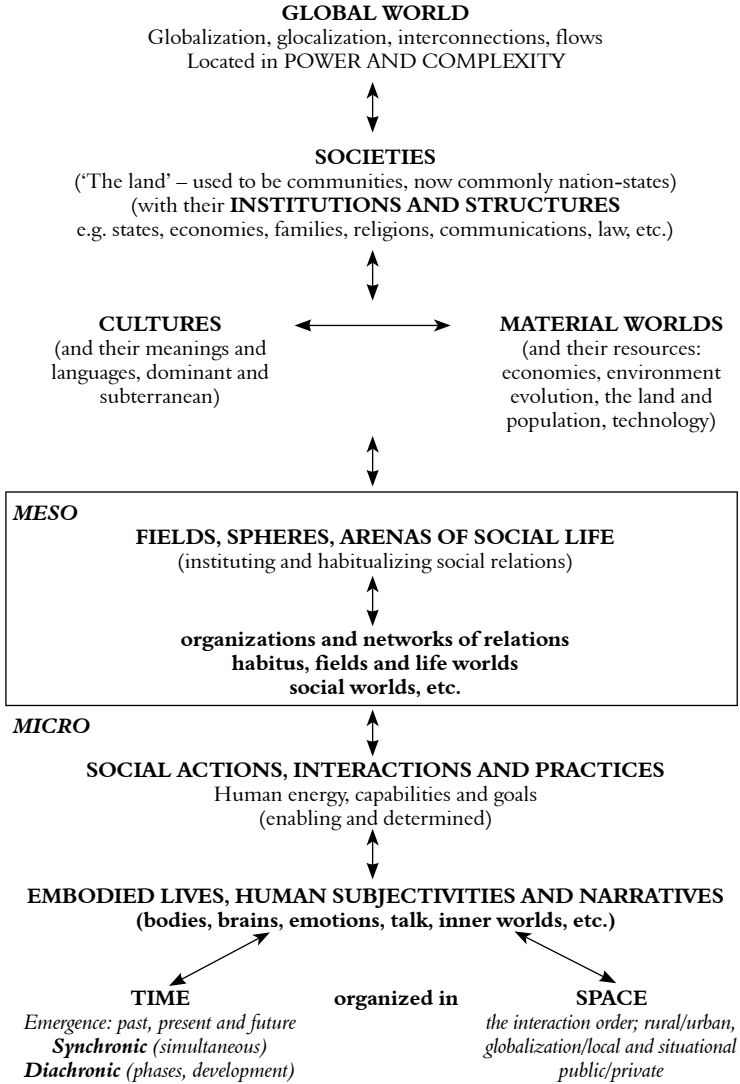 GLOBAL WORLD
Globalization, glocalization, interconnections, flows
Located in POWER AND COMPLEXITY
SOCIETIES
(‘The land’ – used to be communities, now commonly nation-states)
(with their INSTITUTIONS AND STRUCTURES
e.g. states, economies, families, religions, communications, law, etc.)
CULTURES
(and their meanings and
languages, dominant and
subterranean)
MATERIAL WORLDS
(and their resources:
economies, environment
evolution, the land and
population, technology)
MESO
FIELDS, SPHERES, ARENAS OF SOCIAL LIFE
(instituting and habitualizing social relations)
organizations and networks of relations
habitus, fields and life worlds
social worlds, etc.
MICRO
SOCIAL ACTIONS, INTERACTIONS AND PRACTICES
Human energy, capabilities and goals
(enabling and determined)
EMBODIED LIVES, HUMAN SUBJECTIVITIES AND NARRATIVES
(bodies, brains, emotions, talk, inner worlds, etc.)
TIME
Emergence: past, present and future
Synchronic (simultaneous)
Diachronic (phases, development)
organized in
SPACE
the interaction order; rural/urban,
globalization/local and situational
public/private